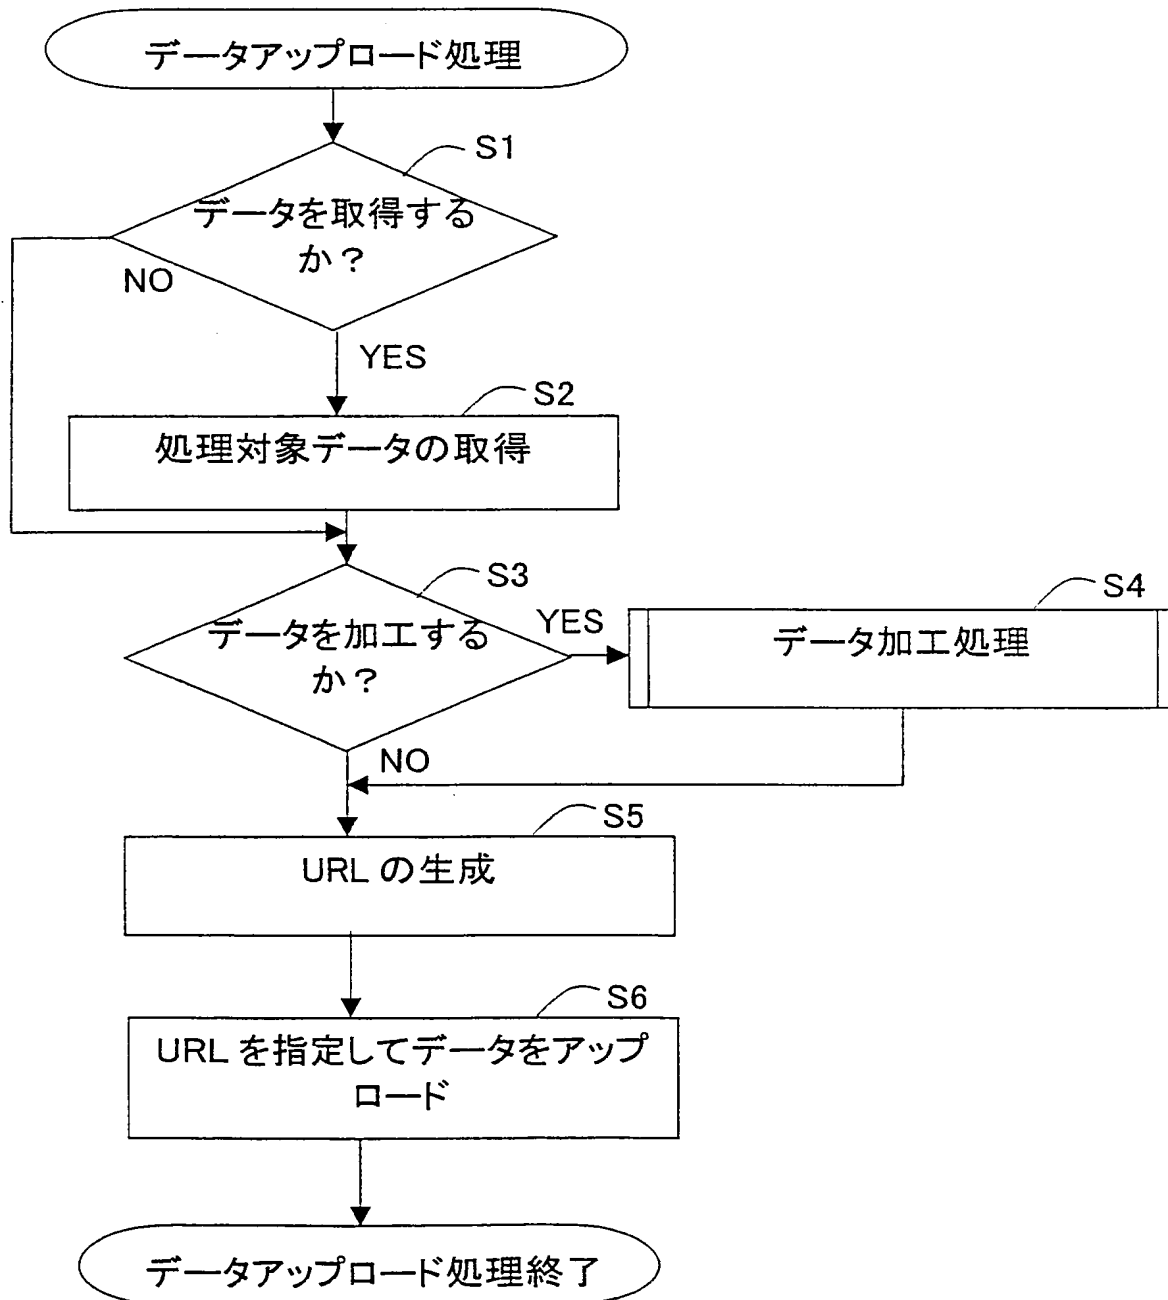 データアップロード処理
S1
データを取得する
か？
NO
YES
S2
処理対象データの取得
S3
データを加工する
か？
YES
S4
データ加工処理
NO
S5
URL の生成
S6
URL を指定してデータをアップ
ロード
データアップロード処理終了